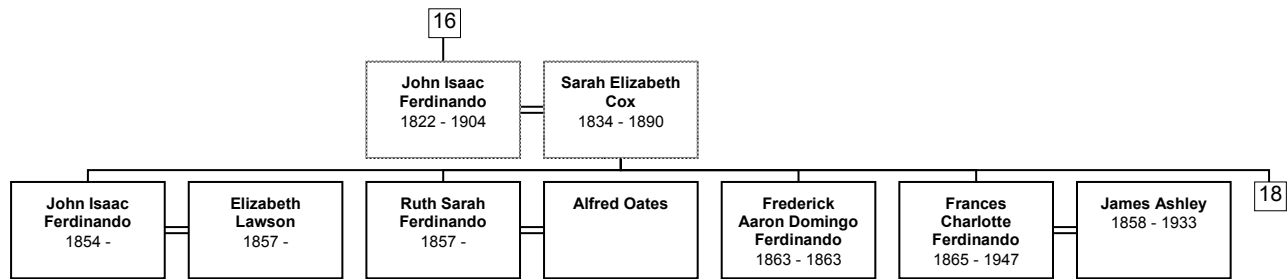 16
John Isaac
Ferdinando
1822 - 1904
Sarah Elizabeth
Cox
1834 - 1890
John Isaac
Ferdinando
1854 -
Elizabeth
Lawson
1857 -
Ruth Sarah
Ferdinando
1857 -
Alfred Oates
Frederick
Aaron Domingo
Ferdinando
1863 - 1863
Frances
Charlotte
Ferdinando
1865 - 1947
James Ashley
1858 - 1933
18